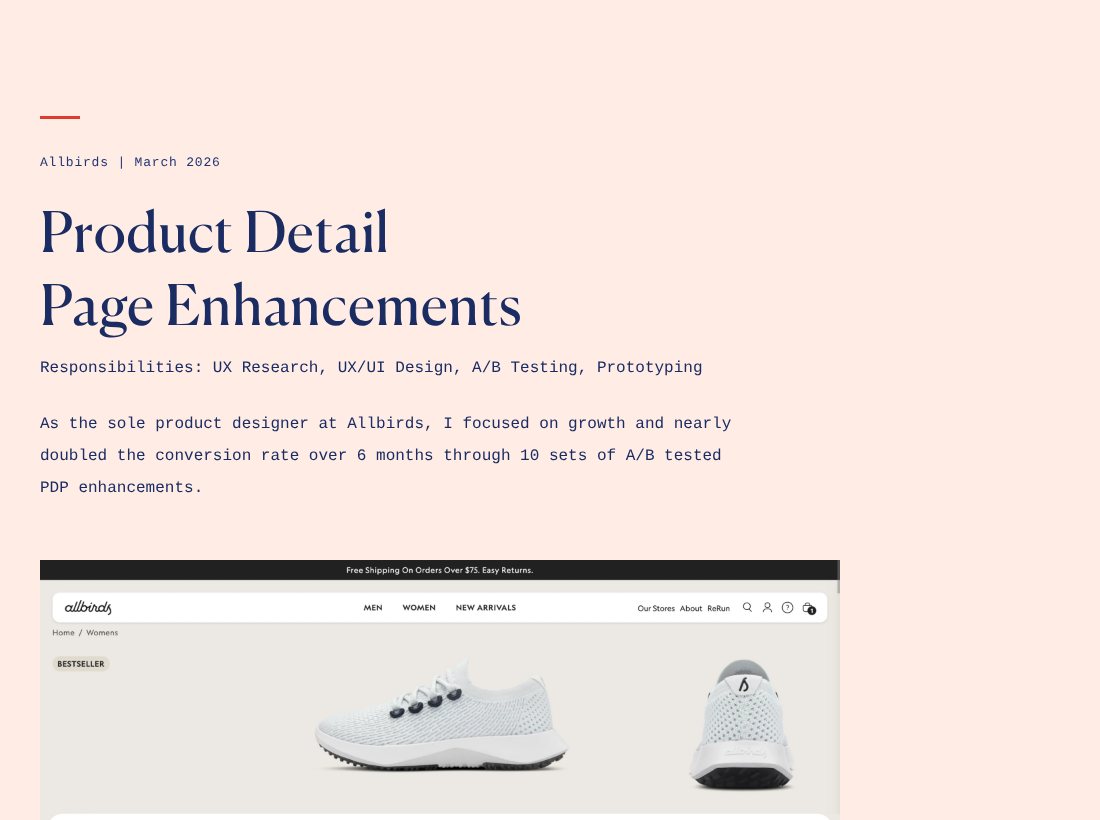 Allbirds | March 2026
Product Detail
Page Enhancements
Responsibilities: UX Research, UX/UI Design, A/B Testing, Prototyping
As the sole product designer at Allbirds, I focused on growth and nearly
doubled the conversion rate over 6 months through 10 sets of A/B tested
PDP enhancements.
Free Shipping On Orders Over $75. Easy Returns.
allbirds MEN WOMEN NEW ARRIVALS Our Stores About ReRun ? 1
Home / Womens
BESTSELLER
allbirds